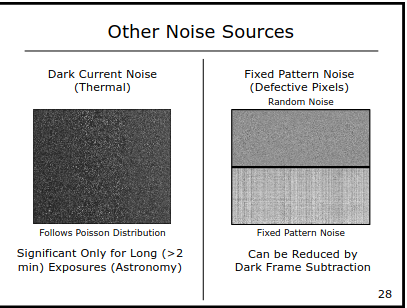 Other Noise Sources
Dark Current Noise
(Thermal)
Follows Poisson Distribution
Significant Only for Long (>2
min) Exposures (Astronomy)
Fixed Pattern Noise
(Defective Pixels)
Random Noise
Fixed Pattern Noise
Can be Reduced by
Dark Frame Subtraction
28